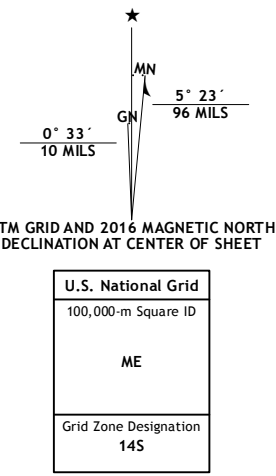 ★
MN
5° 23´
96 MILS
GN
0° 33´
10 MILS
TM GRID AND 2016 MAGNETIC NORTH
DECLINATION AT CENTER OF SHEET
U.S. National Grid
100,000-m Square ID
ME
Grid Zone Designation
14S